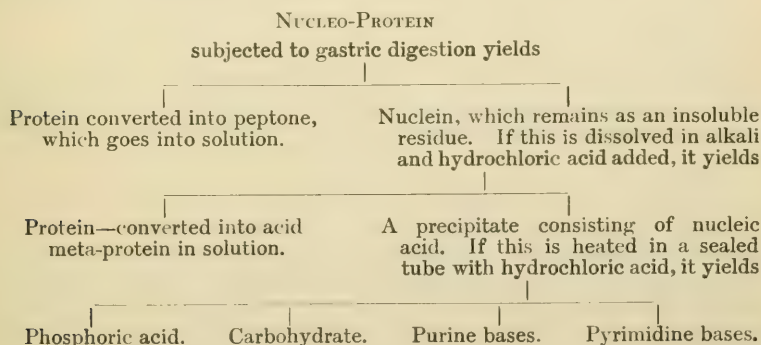 NUCLEO-PROTEIN
subjected to gastric digestion yields
Protein converted into peptone,
which goes into solution.
Nuclein, which remains as an insoluble
residue. If this is dissolved in alkali
and hydrochloric acid added, it yields
Protein—converted into acid
meta-protein in solution.
A precipitate consisting of nucleic
acid. If this is heated in a sealed
tube with hydrochloric acid, it yields
Phosphoric acid. Carbohydrate. Purine bases. Pyrimidine bases.